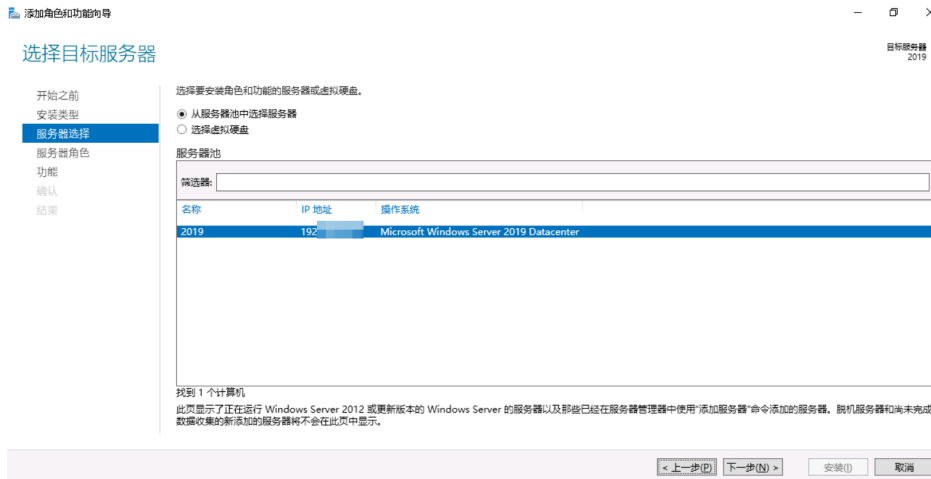 添加角色和功能向导
选择目标服务器
目标服务器
2019
开始之前
安装类型
服务器选择
服务器角色
功能
确认
结果
选择要安装角色和功能的服务器或虚拟硬盘。
从服务器池中选择服务器
选择虚拟硬盘
服务器池
筛选器:
名称 IP 地址 操作系统
2019 192 Microsoft Windows Server 2019 Datacenter
找到 1 个计算机
此页显示了正在运行 Windows Server 2012 或更新版本的 Windows Server 的服务器以及那些已经在服务器管理器中使用"添加服务器"命令添加的服务器。脱机服务器和尚未完成
数据收集的新添加的服务器将不会在此页中显示。
< 上一步(P) 下一步(N) > 安装(I) 取消